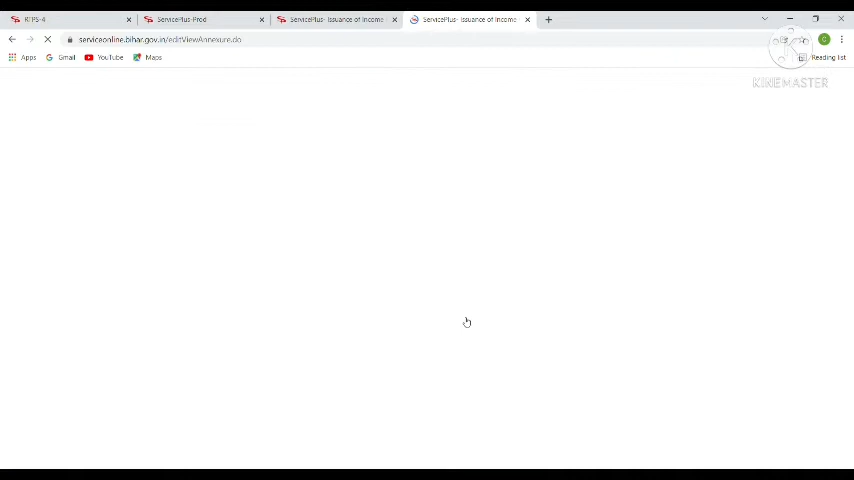 RTPS-4
ServicePlus-Prod
ServicePlus- Issuance of Income
ServicePlus- Issuance of Income
serviceonline.bihar.gov.in/editViewAnnexure.do
C
Apps
Gmail
YouTube
Maps
Reading list
K
KINEMASTER